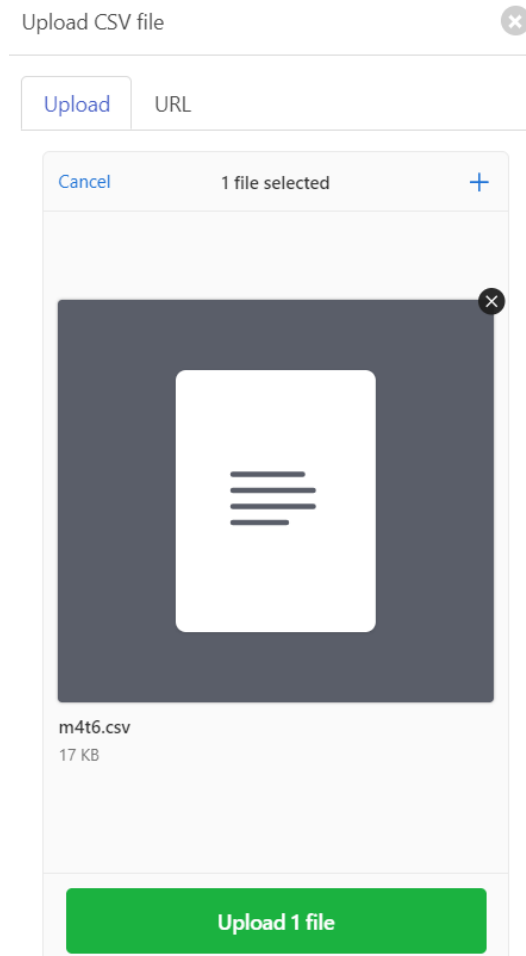 Upload CSV file
Upload URL
Cancel 1 file selected +
m4t6.csv
17 KB
Upload 1 file